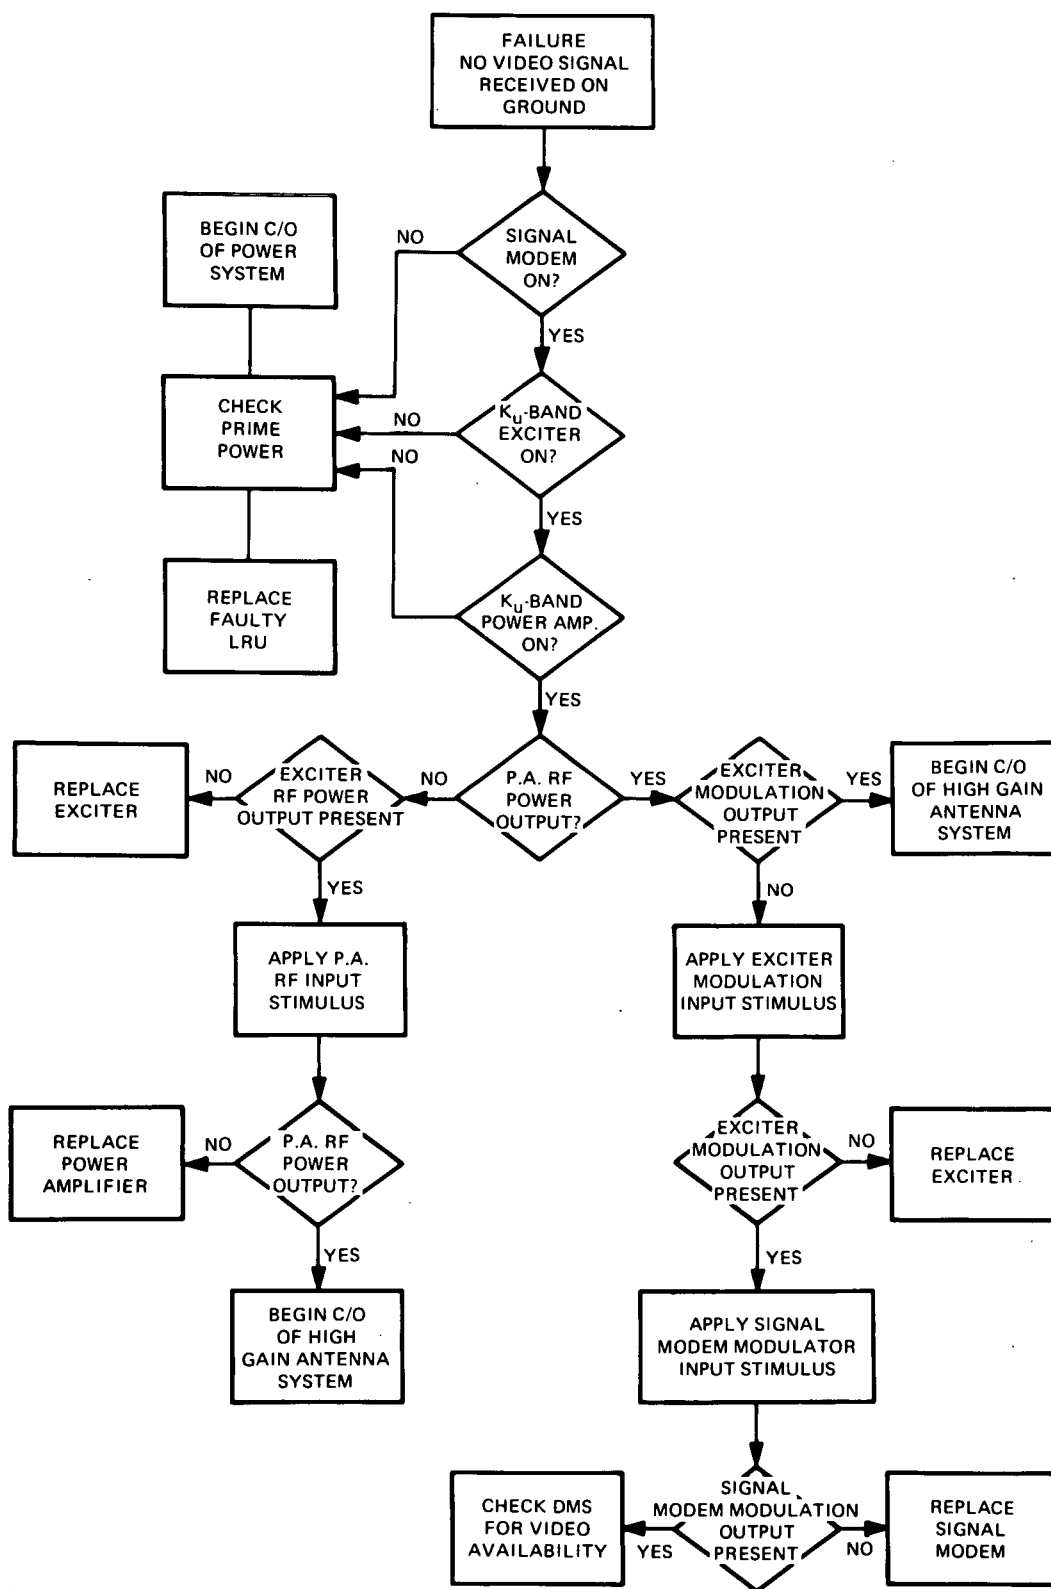 FAILURE
NO VIDEO SIGNAL
RECEIVED ON
GROUND
BEGIN C/O
OF POWER
SYSTEM
NO
SIGNAL
MODEM
ON?
YES
CHECK
PRIME
POWER
NO
Ku-BAND
EXCITER
ON?
NO
YES
REPLACE
FAULTY
LRU
Ku-BAND
POWER AMP.
ON?
YES
REPLACE
EXCITER
NO
EXCITER
RF POWER
OUTPUT PRESENT
NO
P.A. RF
POWER
OUTPUT?
YES
EXCITER
MODULATION
OUTPUT
PRESENT
YES
BEGIN C/O
OF HIGH GAIN
ANTENNA
SYSTEM
YES
NO
APPLY P.A.
RF INPUT
STIMULUS
APPLY EXCITER
MODULATION
INPUT STIMULUS
REPLACE
POWER
AMPLIFIER
NO
P.A. RF
POWER
OUTPUT?
EXCITER
MODULATION
OUTPUT
PRESENT
NO
REPLACE
EXCITER
YES
YES
BEGIN C/O
OF HIGH
GAIN ANTENNA
SYSTEM
APPLY SIGNAL
MODEM MODULATOR
INPUT STIMULUS
CHECK DMS
FOR VIDEO
AVAILABILITY
YES
SIGNAL
MODEM MODULATION
OUTPUT
PRESENT
NO
REPLACE
SIGNAL
MODEM